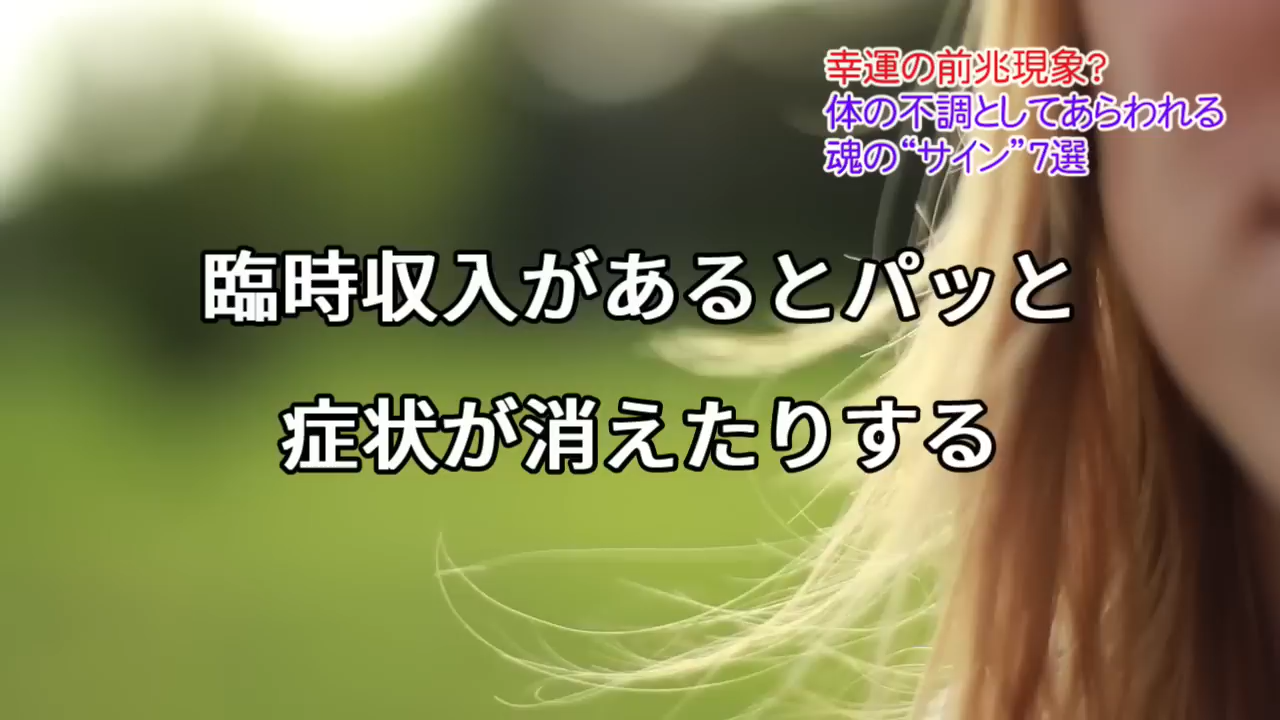 幸運の前兆現象?
体の不調としてあらわれる
魂の“サイン”7選
臨時収入があるとパッと
症状が消えたりする